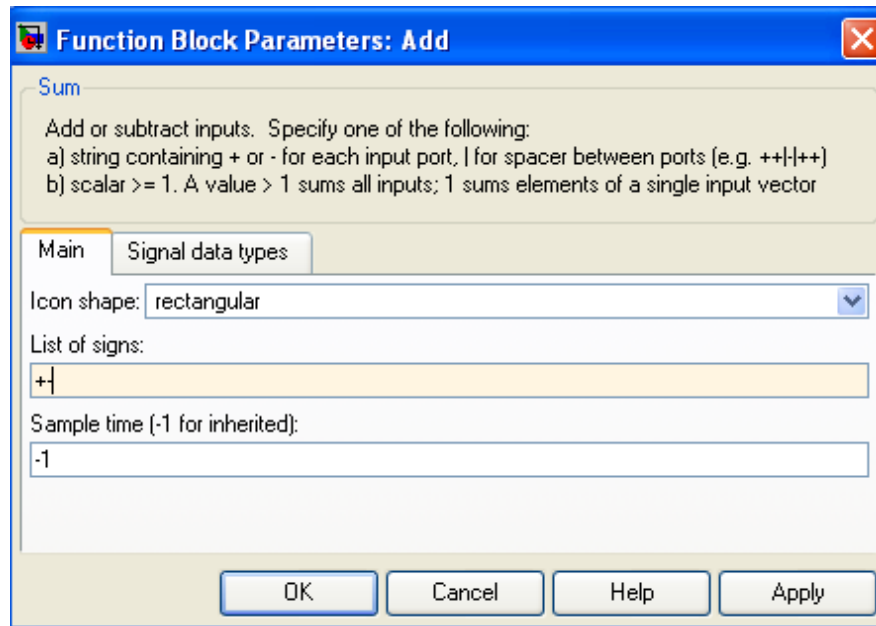 Function Block Parameters: Add
Sum
Add or subtract inputs. Specify one of the following:
a) string containing + or - for each input port, | for spacer between ports (e.g. ++|-|++)
b) scalar >= 1. A value > 1 sums all inputs; 1 sums elements of a single input vector
Main Signal data types
Icon shape: rectangular
List of signs:
+-
Sample time (-1 for inherited):
-1
OK Cancel Help Apply